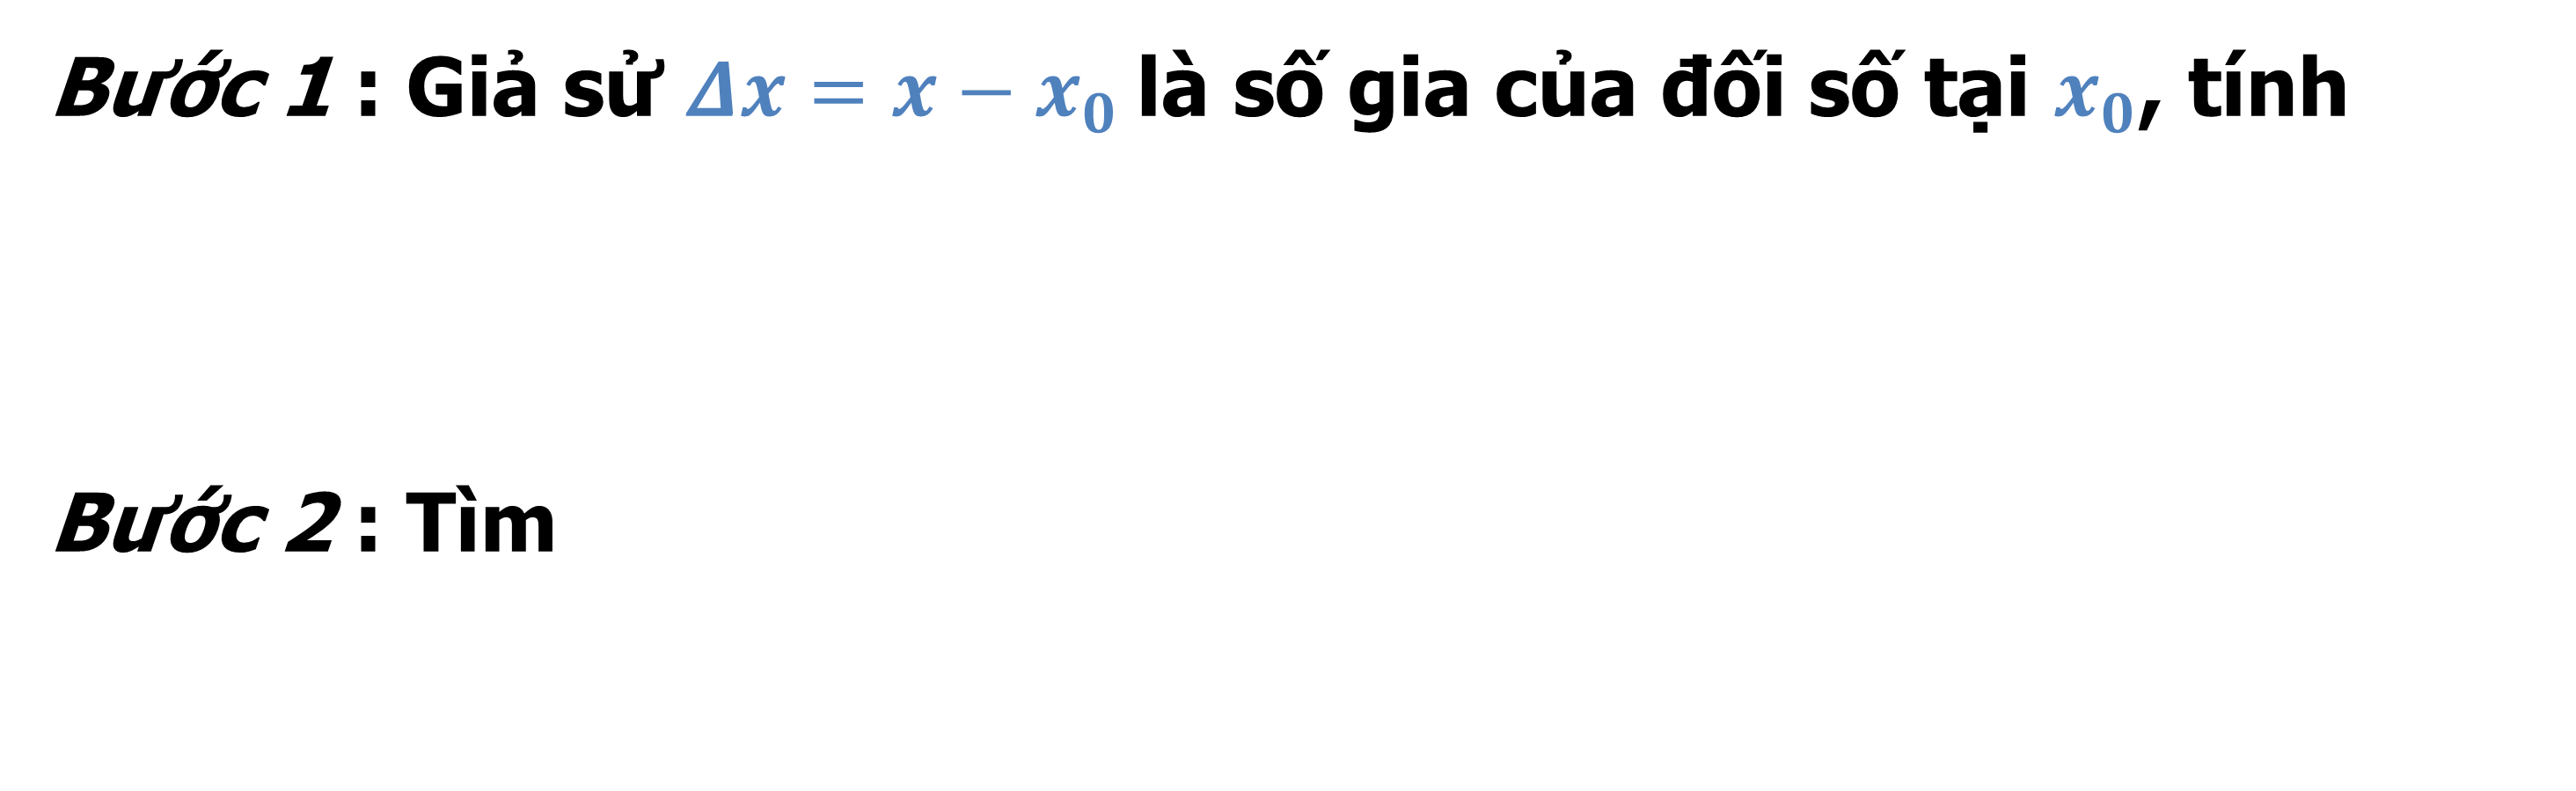 Bước 1 : Giả sử Δx = x − x₀ là số gia của đối số tại x₀, tính
Bước 2 : Tìm